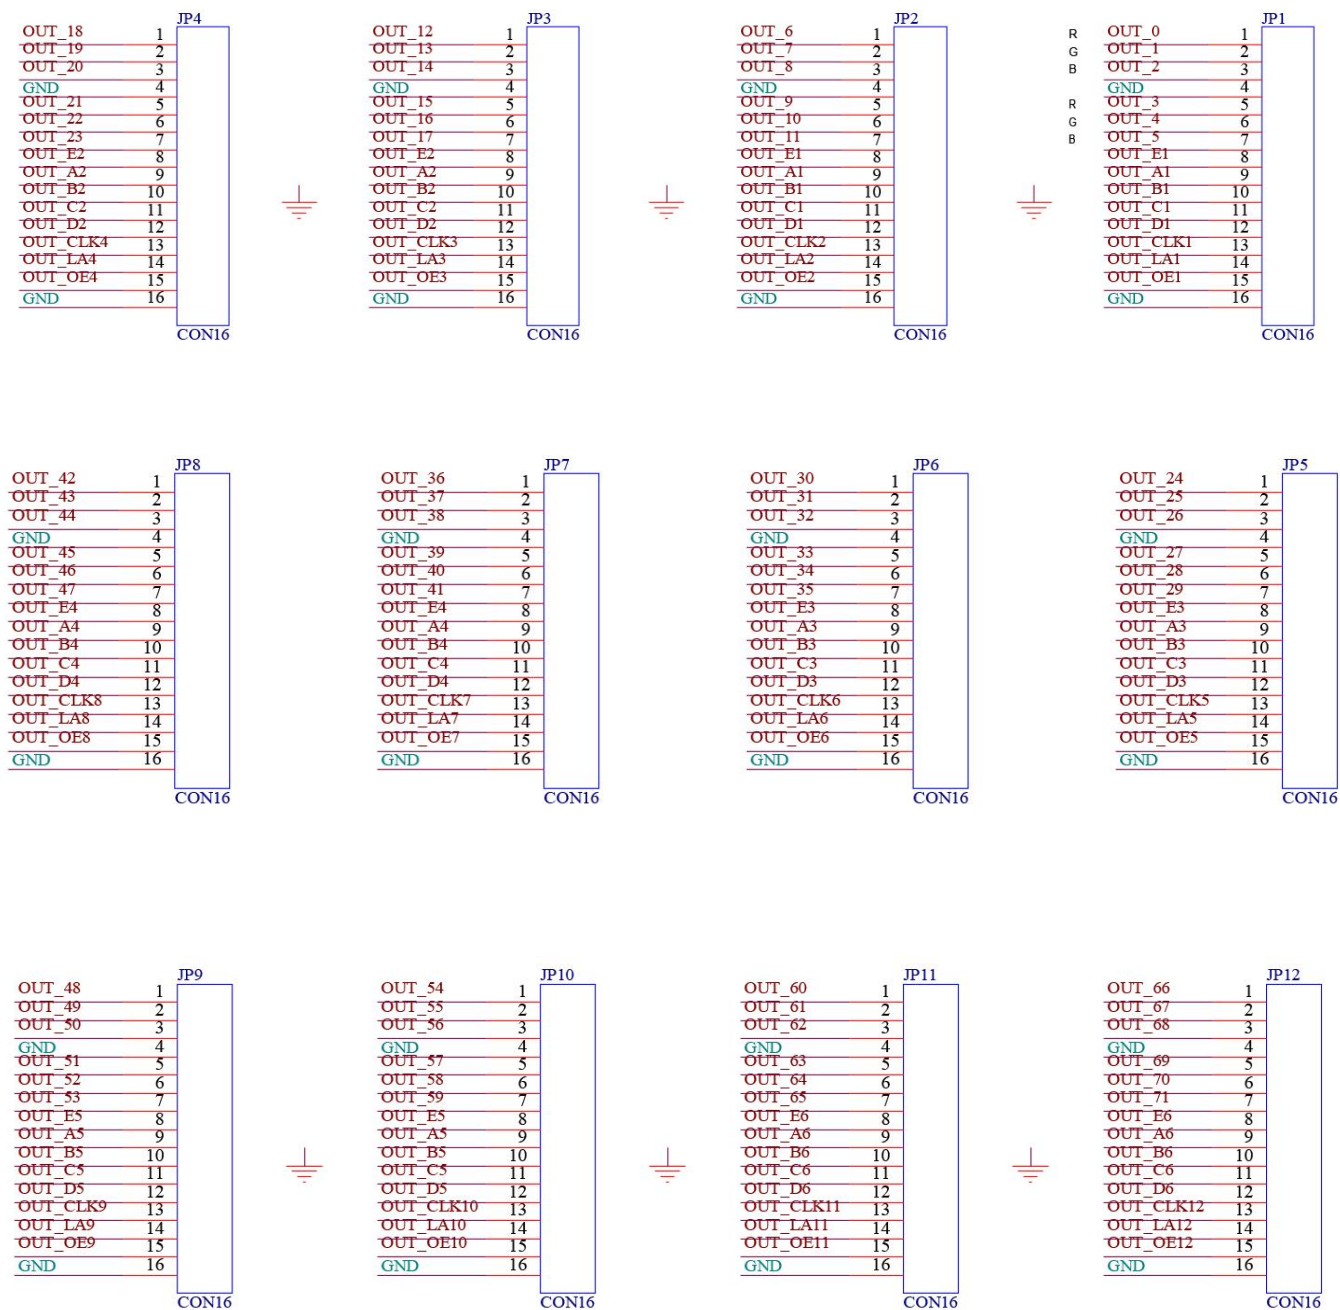 JP4
OUT_18 1
OUT_19 2
OUT_20 3
GND 4
OUT_21 5
OUT_22 6
OUT_23 7
OUT_E2 8
OUT_A2 9
OUT_B2 10
OUT_C2 11
OUT_D2 12
OUT_CLK4 13
OUT_LA4 14
OUT_OE4 15
GND 16
CON16
JP3
OUT_12 1
OUT_13 2
OUT_14 3
GND 4
OUT_15 5
OUT_16 6
OUT_17 7
OUT_E2 8
OUT_A2 9
OUT_B2 10
OUT_C2 11
OUT_D2 12
OUT_CLK3 13
OUT_LA3 14
OUT_OE3 15
GND 16
CON16
JP2
OUT_6 1
OUT_7 2
OUT_8 3
GND 4
OUT_9 5
OUT_10 6
OUT_11 7
OUT_E1 8
OUT_A1 9
OUT_B1 10
OUT_C1 11
OUT_D1 12
OUT_CLK2 13
OUT_LA2 14
OUT_OE2 15
GND 16
CON16
JP1
R OUT_0 1
G OUT_1 2
B OUT_2 3
GND 4
R OUT_3 5
G OUT_4 6
B OUT_5 7
OUT_E1 8
OUT_A1 9
OUT_B1 10
OUT_C1 11
OUT_D1 12
OUT_CLK1 13
OUT_LA1 14
OUT_OE1 15
GND 16
CON16
JP8
OUT_42 1
OUT_43 2
OUT_44 3
GND 4
OUT_45 5
OUT_46 6
OUT_47 7
OUT_E4 8
OUT_A4 9
OUT_B4 10
OUT_C4 11
OUT_D4 12
OUT_CLK8 13
OUT_LA8 14
OUT_OE8 15
GND 16
CON16
JP7
OUT_36 1
OUT_37 2
OUT_38 3
GND 4
OUT_39 5
OUT_40 6
OUT_41 7
OUT_E4 8
OUT_A4 9
OUT_B4 10
OUT_C4 11
OUT_D4 12
OUT_CLK7 13
OUT_LA7 14
OUT_OE7 15
GND 16
CON16
JP6
OUT_30 1
OUT_31 2
OUT_32 3
GND 4
OUT_33 5
OUT_34 6
OUT_35 7
OUT_E3 8
OUT_A3 9
OUT_B3 10
OUT_C3 11
OUT_D3 12
OUT_CLK6 13
OUT_LA6 14
OUT_OE6 15
GND 16
CON16
JP5
OUT_24 1
OUT_25 2
OUT_26 3
GND 4
OUT_27 5
OUT_28 6
OUT_29 7
OUT_E3 8
OUT_A3 9
OUT_B3 10
OUT_C3 11
OUT_D3 12
OUT_CLK5 13
OUT_LA5 14
OUT_OE5 15
GND 16
CON16
JP9
OUT_48 1
OUT_49 2
OUT_50 3
GND 4
OUT_51 5
OUT_52 6
OUT_53 7
OUT_E5 8
OUT_A5 9
OUT_B5 10
OUT_C5 11
OUT_D5 12
OUT_CLK9 13
OUT_LA9 14
OUT_OE9 15
GND 16
CON16
JP10
OUT_54 1
OUT_55 2
OUT_56 3
GND 4
OUT_57 5
OUT_58 6
OUT_59 7
OUT_E5 8
OUT_A5 9
OUT_B5 10
OUT_C5 11
OUT_D5 12
OUT_CLK10 13
OUT_LA10 14
OUT_OE10 15
GND 16
CON16
JP11
OUT_60 1
OUT_61 2
OUT_62 3
GND 4
OUT_63 5
OUT_64 6
OUT_65 7
OUT_E6 8
OUT_A6 9
OUT_B6 10
OUT_C6 11
OUT_D6 12
OUT_CLK11 13
OUT_LA11 14
OUT_OE11 15
GND 16
CON16
JP12
OUT_66 1
OUT_67 2
OUT_68 3
GND 4
OUT_69 5
OUT_70 6
OUT_71 7
OUT_E6 8
OUT_A6 9
OUT_B6 10
OUT_C6 11
OUT_D6 12
OUT_CLK12 13
OUT_LA12 14
OUT_OE12 15
GND 16
CON16